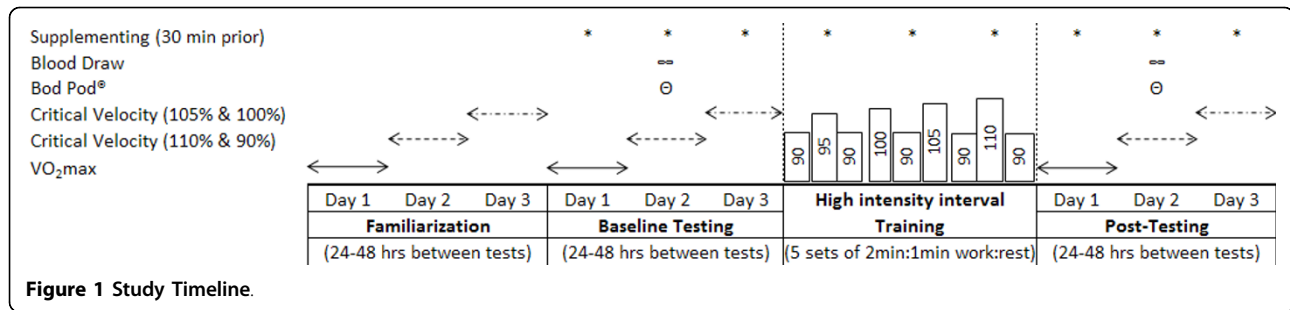 Supplementing (30 min prior) * * * * * * * * *
Blood Draw ∞ ∞
Bod Pod® Θ Θ
Critical Velocity (105% & 100%)
Critical Velocity (110% & 90%)
VO₂max
90 95 90 100 90 105 90 110 90
Day 1 Day 2 Day 3 Day 1 Day 2 Day 3 High intensity interval Day 1 Day 2 Day 3
Familiarization Baseline Testing Training Post-Testing
(24-48 hrs between tests) (24-48 hrs between tests) (5 sets of 2min:1min work:rest) (24-48 hrs between tests)
Figure 1 Study Timeline.